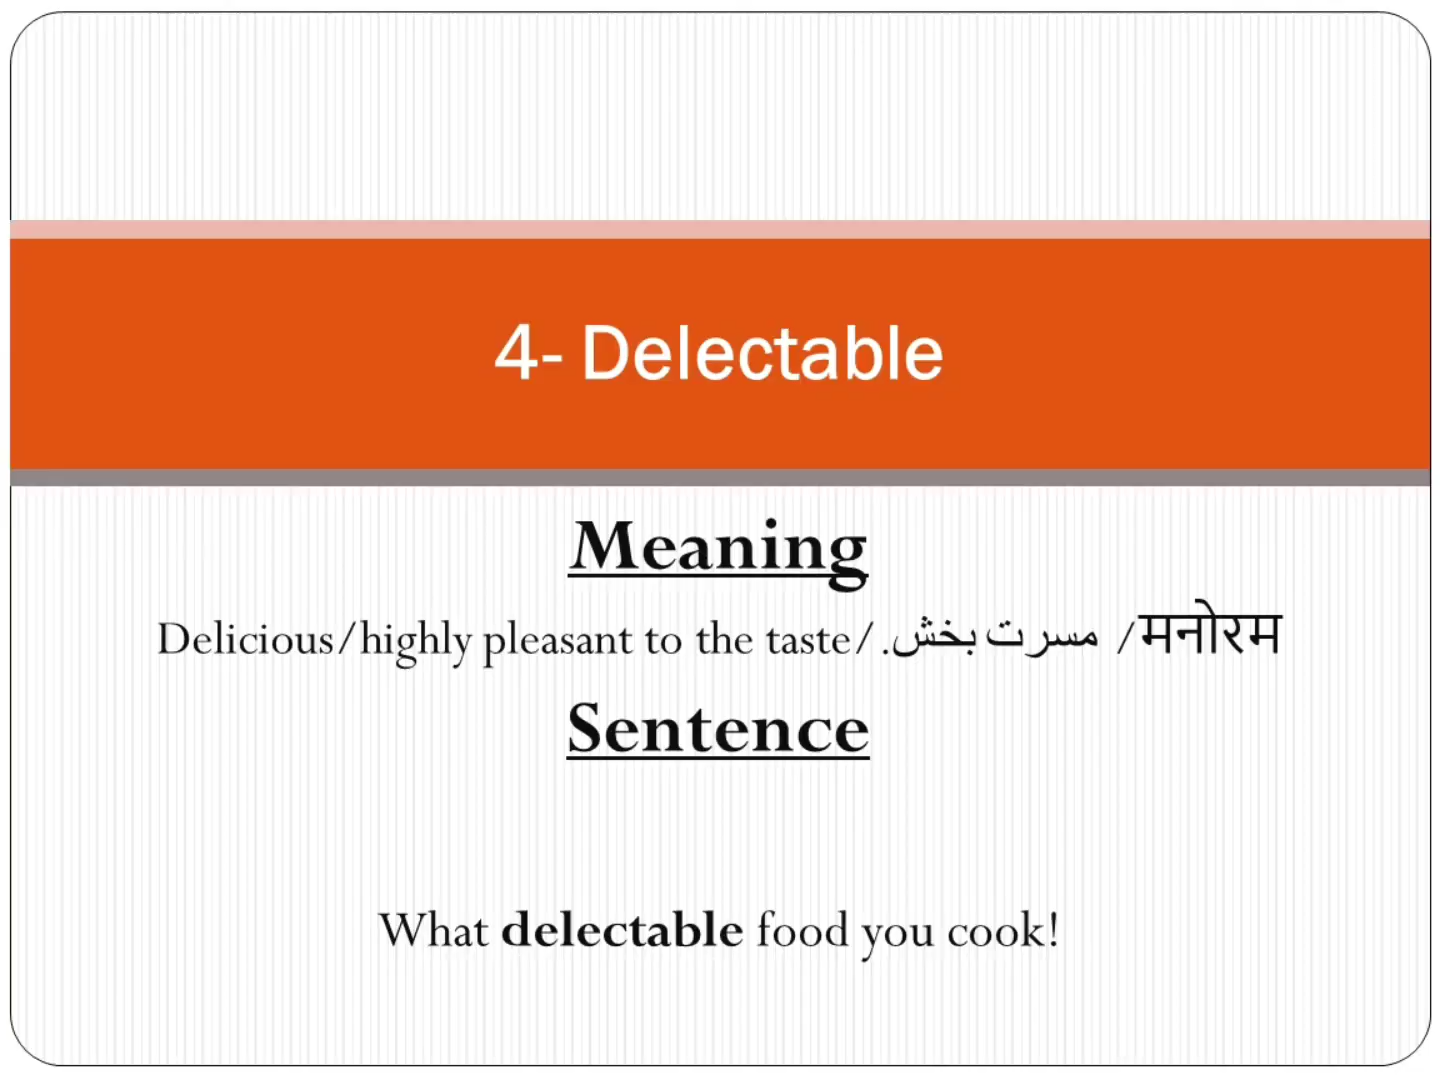 4- Delectable
Meaning
Delicious/highly pleasant to the taste/.مسرت بخش /मनोरम
Sentence
What delectable food you cook!